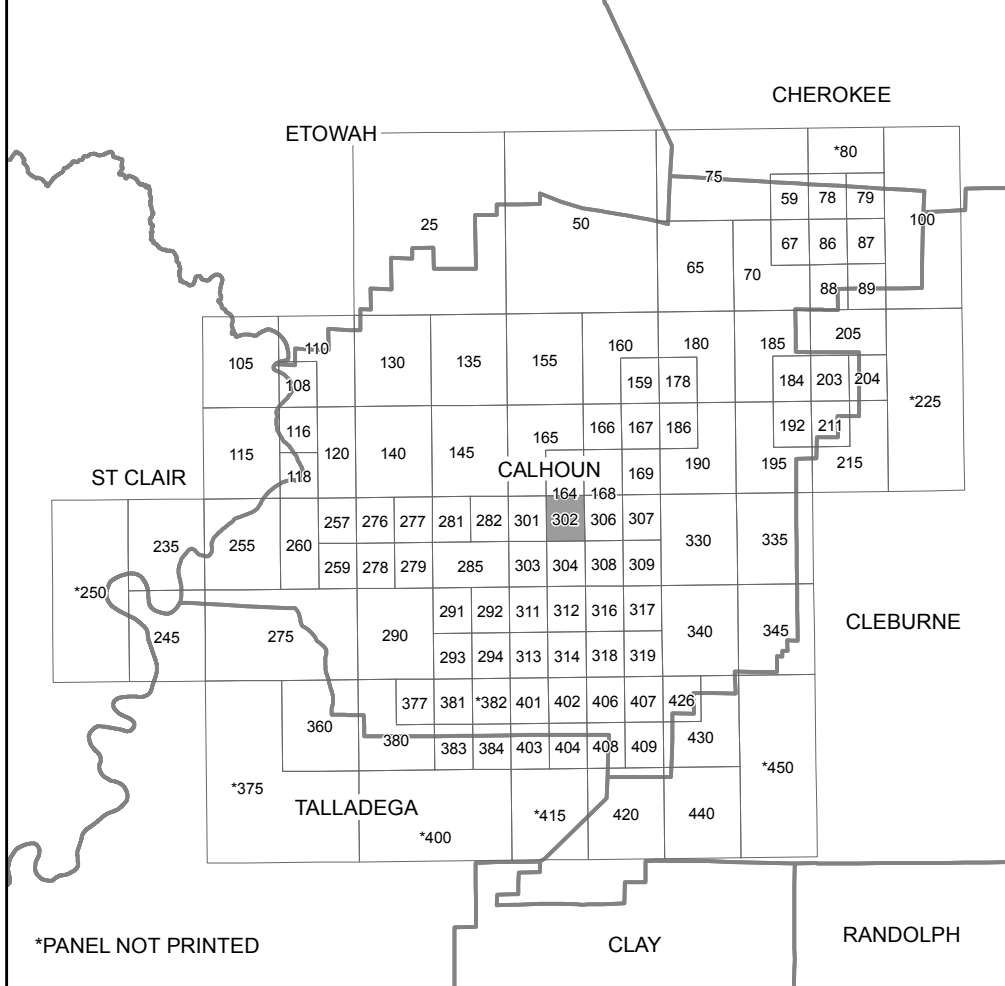 CHEROKEE
ETOWAH
*80
75
59 78 79
25 50 100
67 86 87
65 70
88 89
205
110 160 180 185
105 130 135 155
108 159 178 184 203 204
*225
116 166 167 186 192 211
115 120 140 145 165
190 195 215
ST CLAIR 118 CALHOUN 169
164 168
257 276 277 281 282 301 302 306 307
235 255 260 330 335
259 278 279 285 303 304 308 309
*250
291 292 311 312 316 317
245 275 290 340 345 CLEBURNE
293 294 313 314 318 319
377 381 *382 401 402 406 407 426
360
380 383 384 403 404 408 409 430
*450
*375
TALLADEGA *415 420 440
*400
*PANEL NOT PRINTED CLAY RANDOLPH